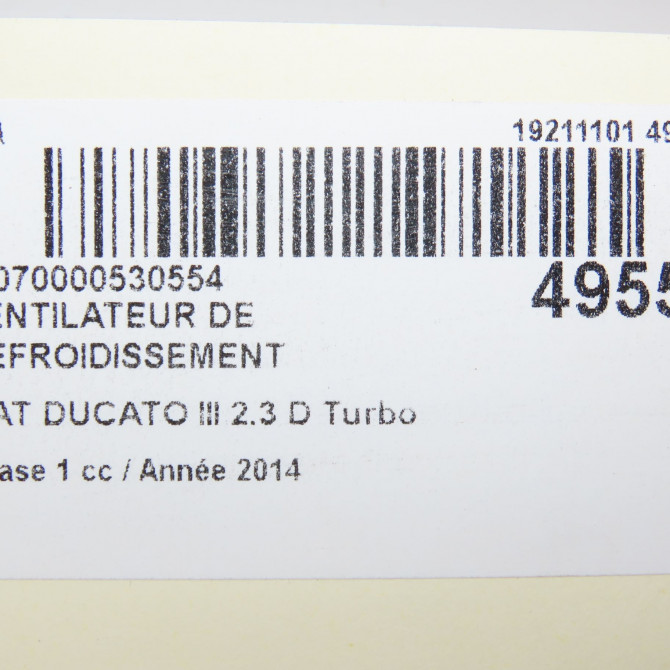 19211101 49
070000530554
4955
ENTILATEUR DE
EFROIDISSEMENT
AT DUCATO III 2.3 D Turbo
ase 1 cc / Année 2014